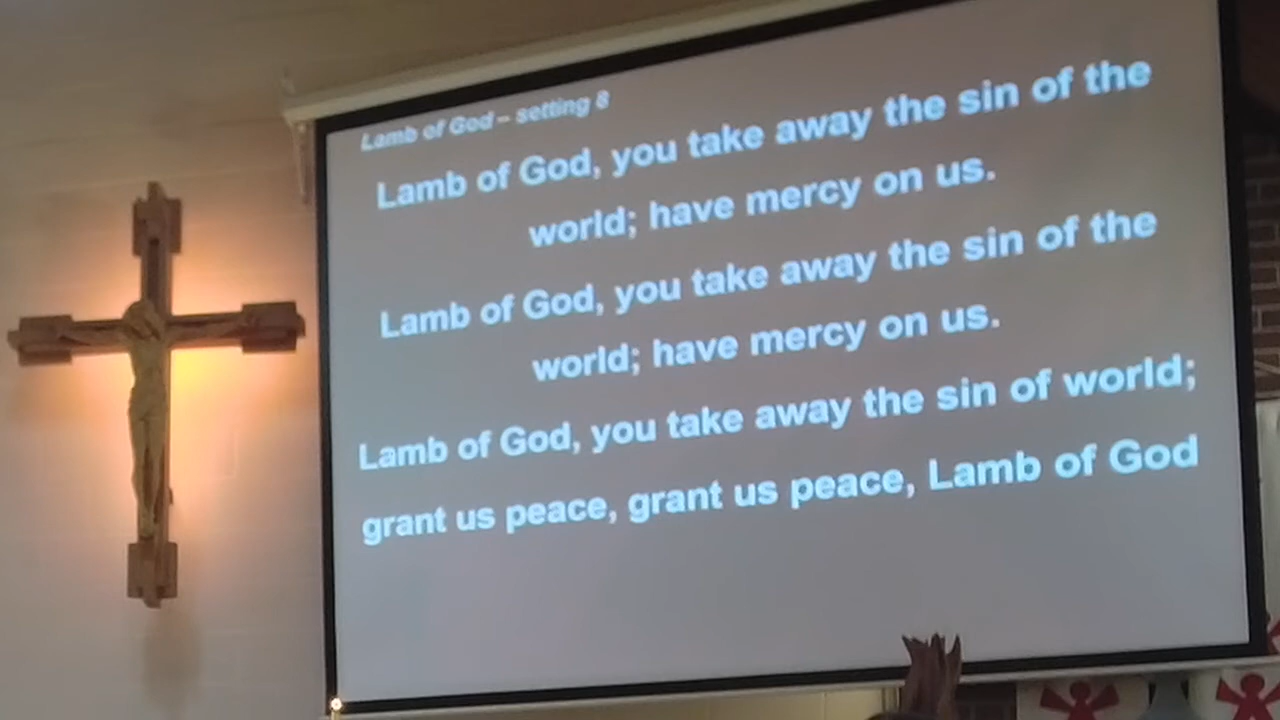 Lamb of God – setting 8
Lamb of God, you take away the sin of the
world; have mercy on us.
Lamb of God, you take away the sin of the
world; have mercy on us.
Lamb of God, you take away the sin of world;
grant us peace, grant us peace, Lamb of God